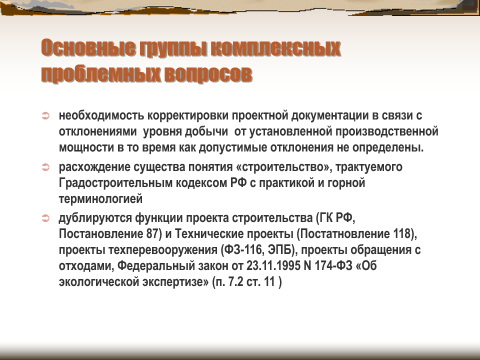 Основные группы комплексных
проблемных вопросов
необходимость корректировки проектной документации в связи с
отклонениями уровня добычи от установленной производственной
мощности в то время как допустимые отклонения не определены.
расхождение существа понятия «строительство», трактуемого
Градостроительным кодексом РФ с практикой и горной
терминологией
дублируются функции проекта строительства (ГК РФ,
Постановление 87) и Технические проекты (Постатновление 118),
проекты техперевооружения (ФЗ-116, ЭПБ), проекты обращения с
отходами, Федеральный закон от 23.11.1995 N 174-ФЗ «Об
экологической экспертизе» (п. 7.2 ст. 11 )